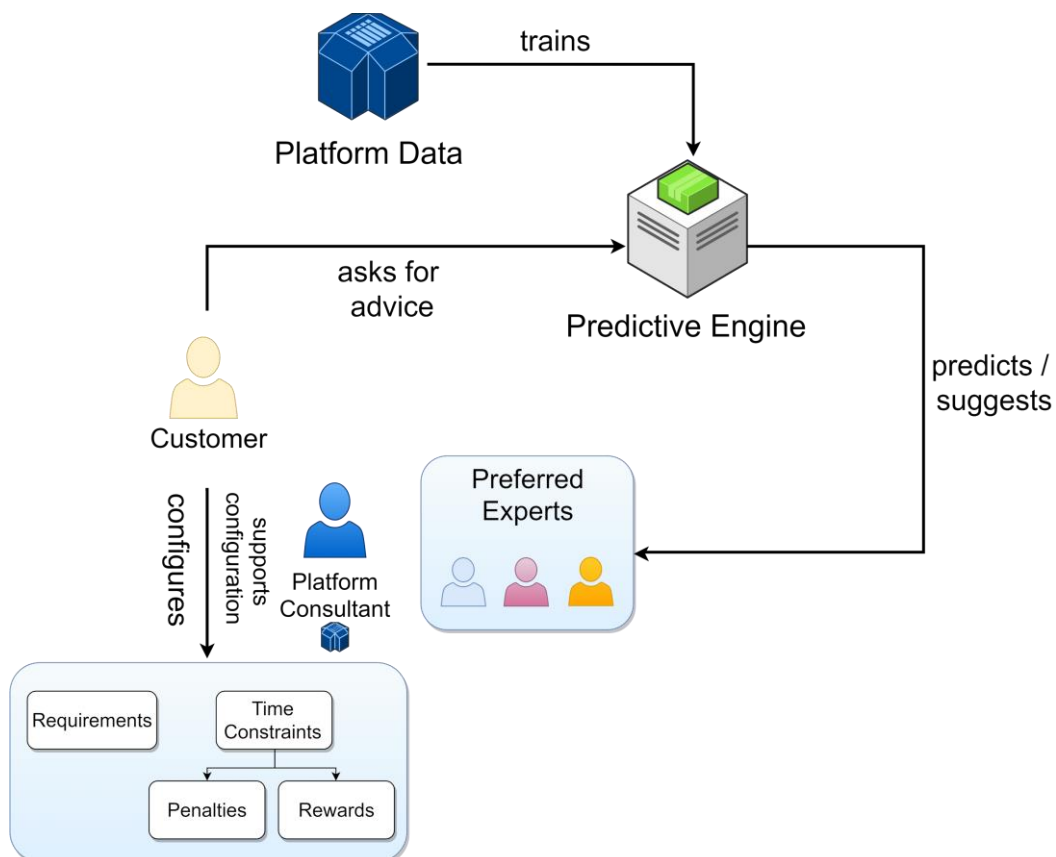 trains
Platform Data
asks for
advice
Predictive Engine
predicts /
suggests
Customer
configures
supports
configuration
Platform
Consultant
Preferred
Experts
Requirements
Time
Constraints
Penalties
Rewards